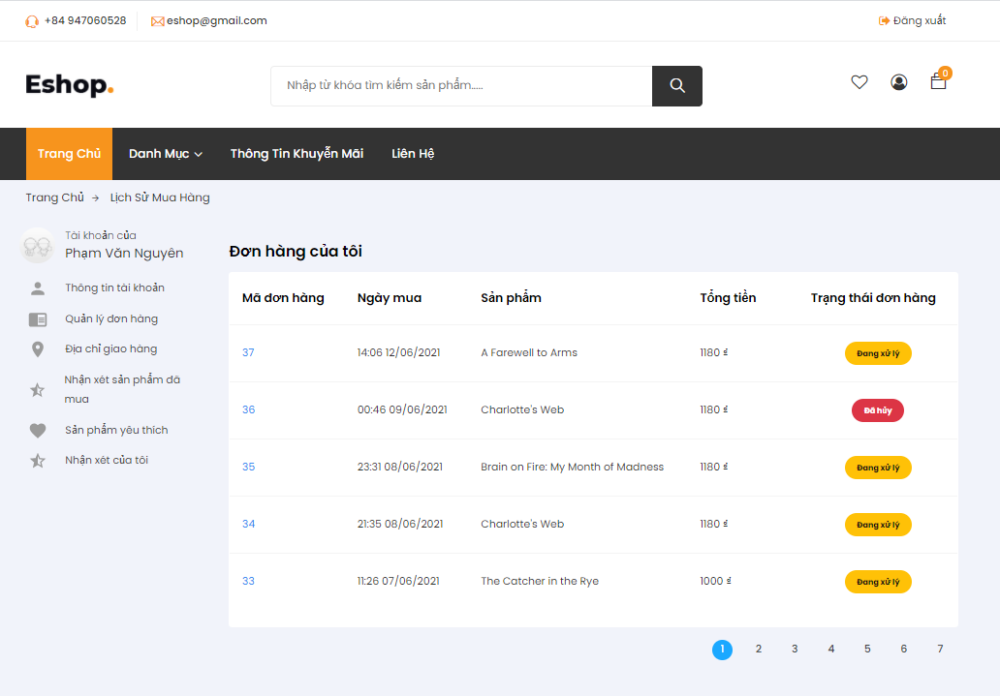 +84 947060528 eshop@gmail.com Đăng xuất
Eshop. Nhập từ khóa tìm kiếm sản phẩm..... 0
Trang Chủ Danh Mục Thông Tin Khuyễn Mãi Liên Hệ
Trang Chủ → Lịch Sử Mua Hàng
Tài khoản của
Phạm Văn Nguyên
Thông tin tài khoản
Quản lý đơn hàng
Địa chỉ giao hàng
Nhận xét sản phẩm đã
mua
Sản phẩm yêu thích
Nhận xét của tôi
Đơn hàng của tôi
Mã đơn hàng Ngày mua Sản phẩm Tổng tiền Trạng thái đơn hàng
37 14:06 12/06/2021 A Farewell to Arms 1180 ₫ Đang xử lý
36 00:46 09/06/2021 Charlotte's Web 1180 ₫ Đã hủy
35 23:31 08/06/2021 Brain on Fire: My Month of Madness 1180 ₫ Đang xử lý
34 21:35 08/06/2021 Charlotte's Web 1180 ₫ Đang xử lý
33 11:26 07/06/2021 The Catcher in the Rye 1000 ₫ Đang xử lý
1 2 3 4 5 6 7